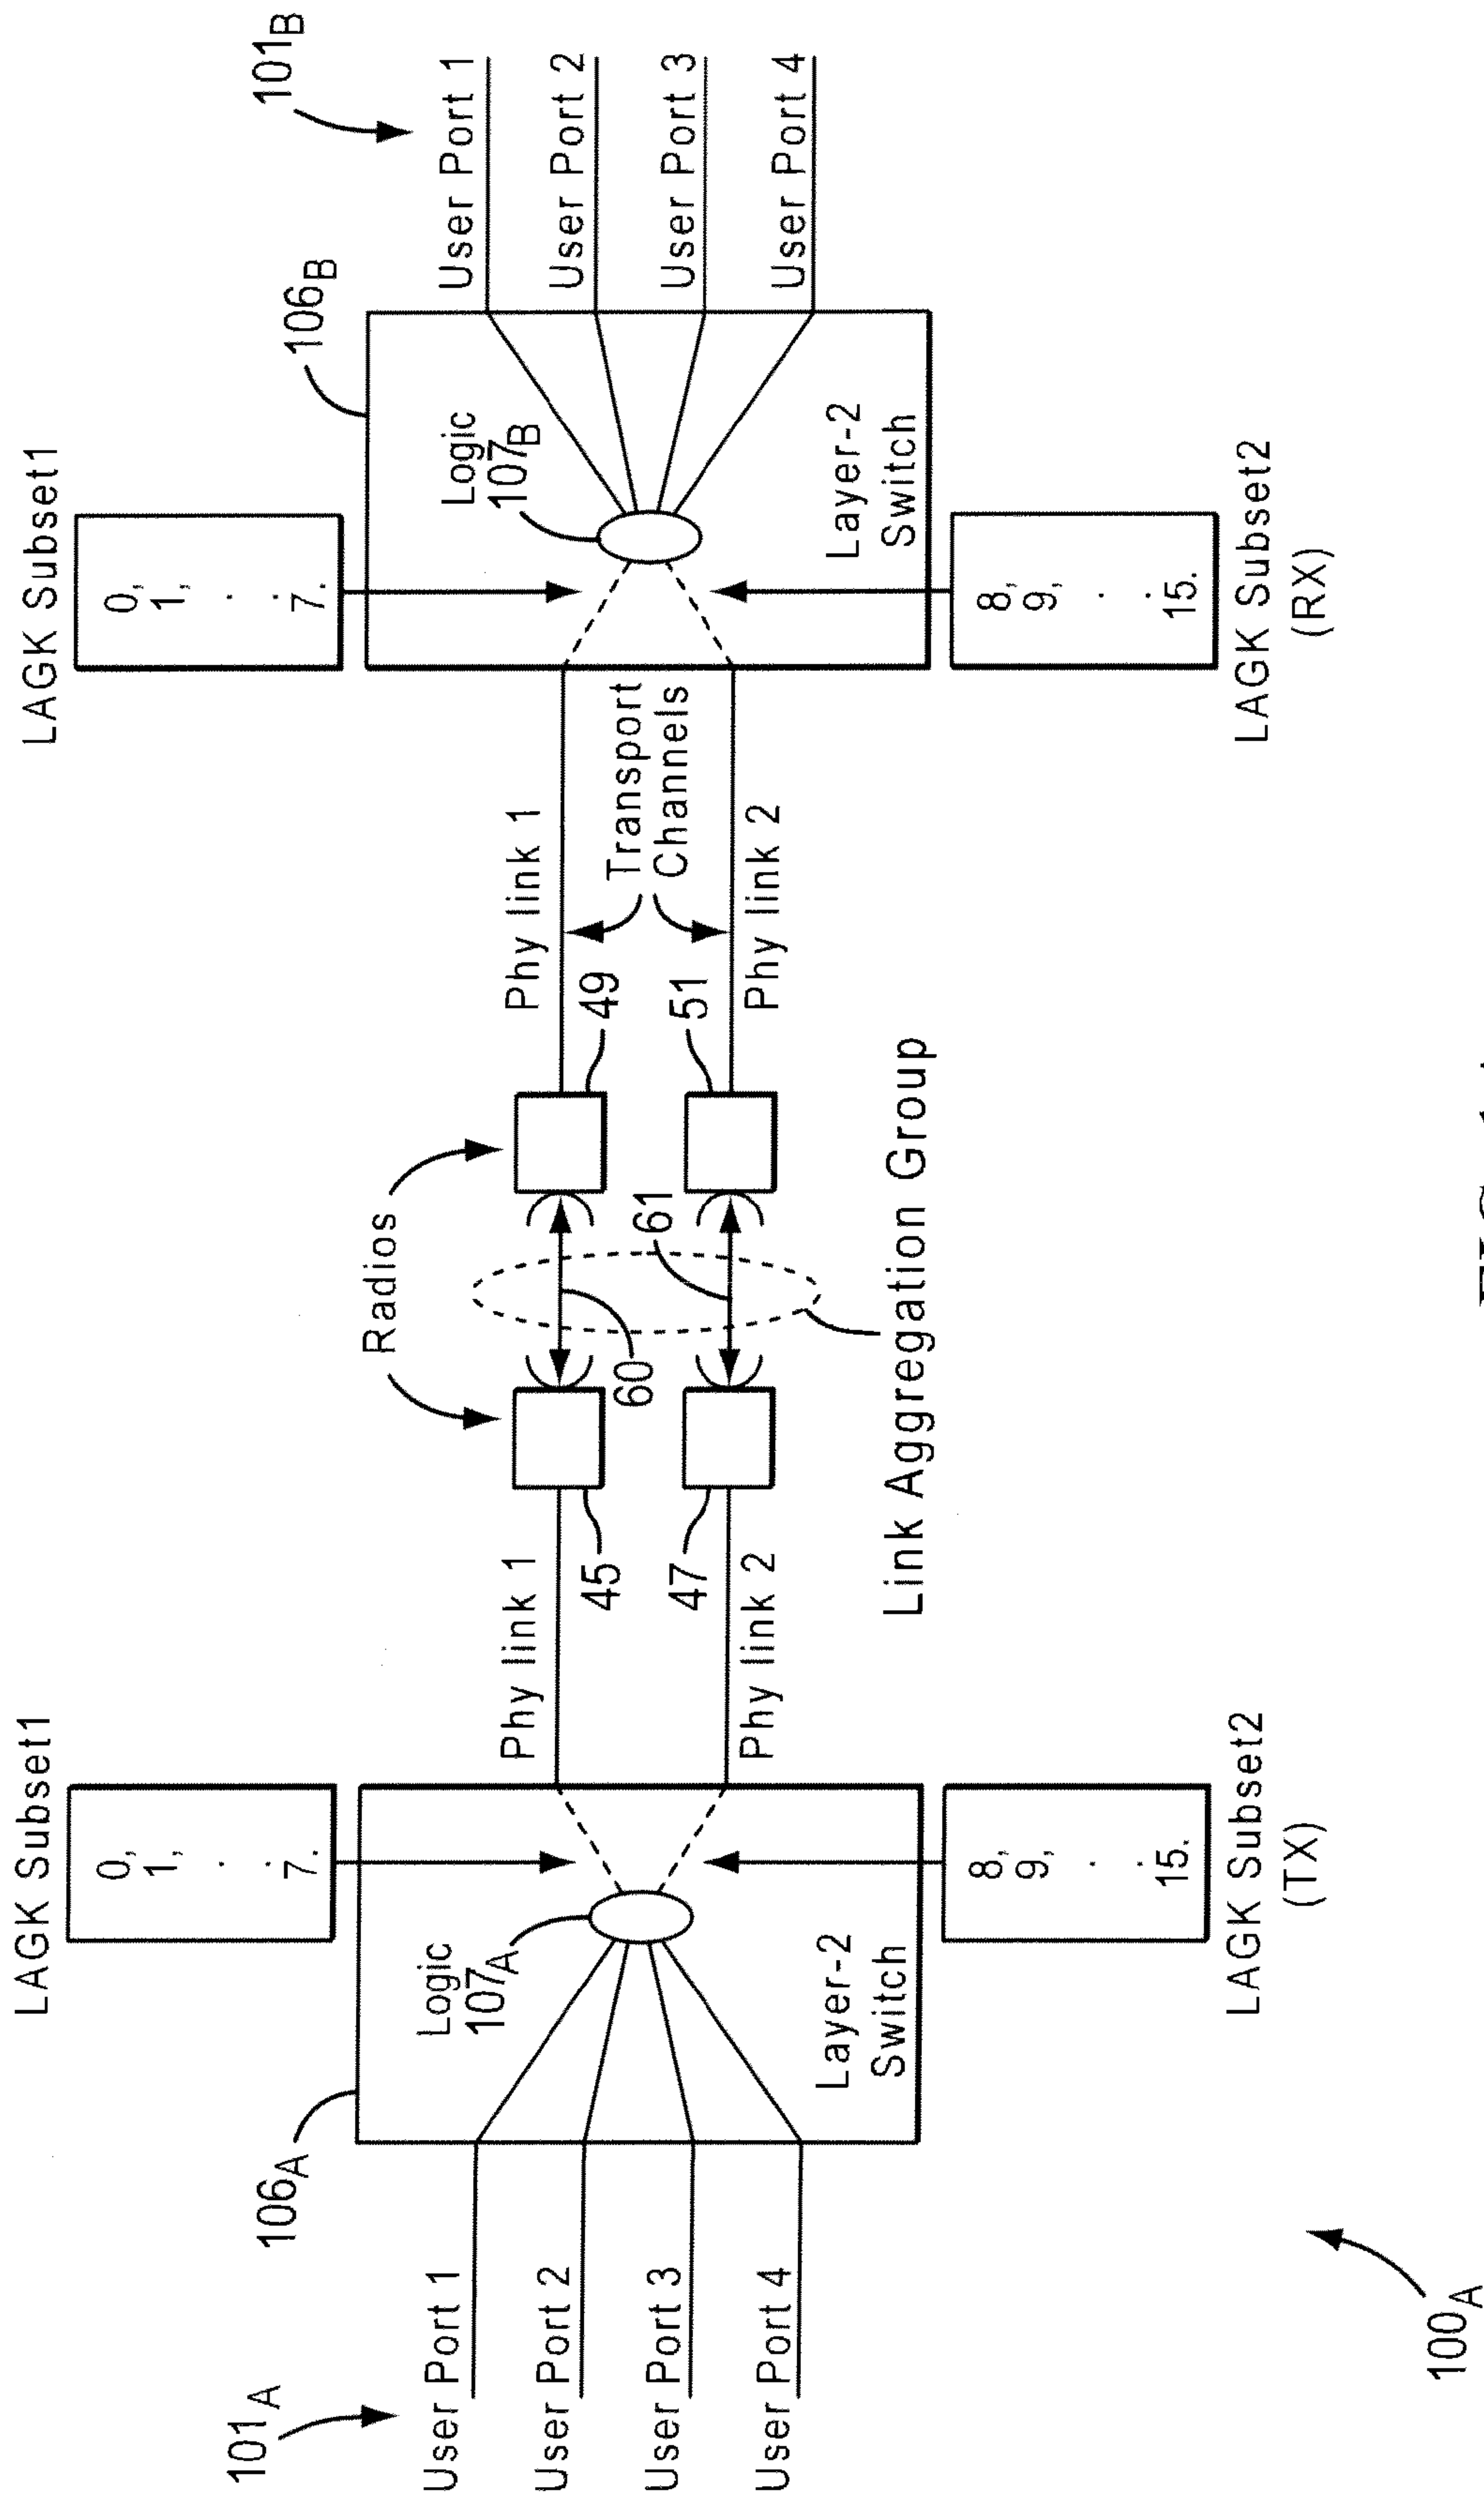 101A
User Port 1
User Port 2
User Port 3
User Port 4
106A
LAGK Subset1
0,
1,
.
.
7.
Logic
107A
Layer-2
Switch
8,
9,
.
.
15.
LAGK Subset2
(TX)
Phy link 1
45
47
Phy link 2
Radios
60
61
Link Aggregation Group
49
51
Phy link 1
Transport
Channels
Phy link 2
LAGK Subset1
0,
1,
.
.
7.
106B
Logic
107B
Layer-2
Switch
8,
9,
.
.
15.
LAGK Subset2
(RX)
101B
User Port 1
User Port 2
User Port 3
User Port 4
100A